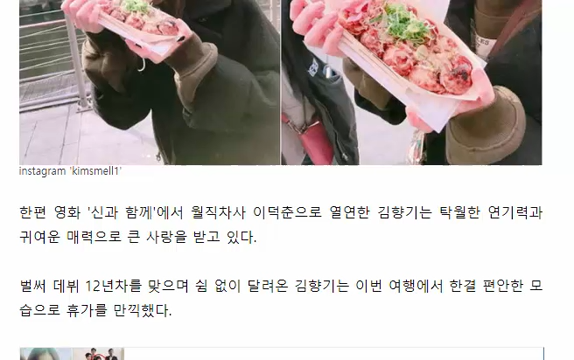 instagram 'kimsmell1'
한편 영화 '신과 함께'에서 월직차사 이덕춘으로 열연한 김향기는 탁월한 연기력과
귀여운 매력으로 큰 사랑을 받고 있다.
벌써 데뷔 12년차를 맞으며 쉼 없이 달려온 김향기는 이번 여행에서 한결 편안한 모
습으로 휴가를 만끽했다.